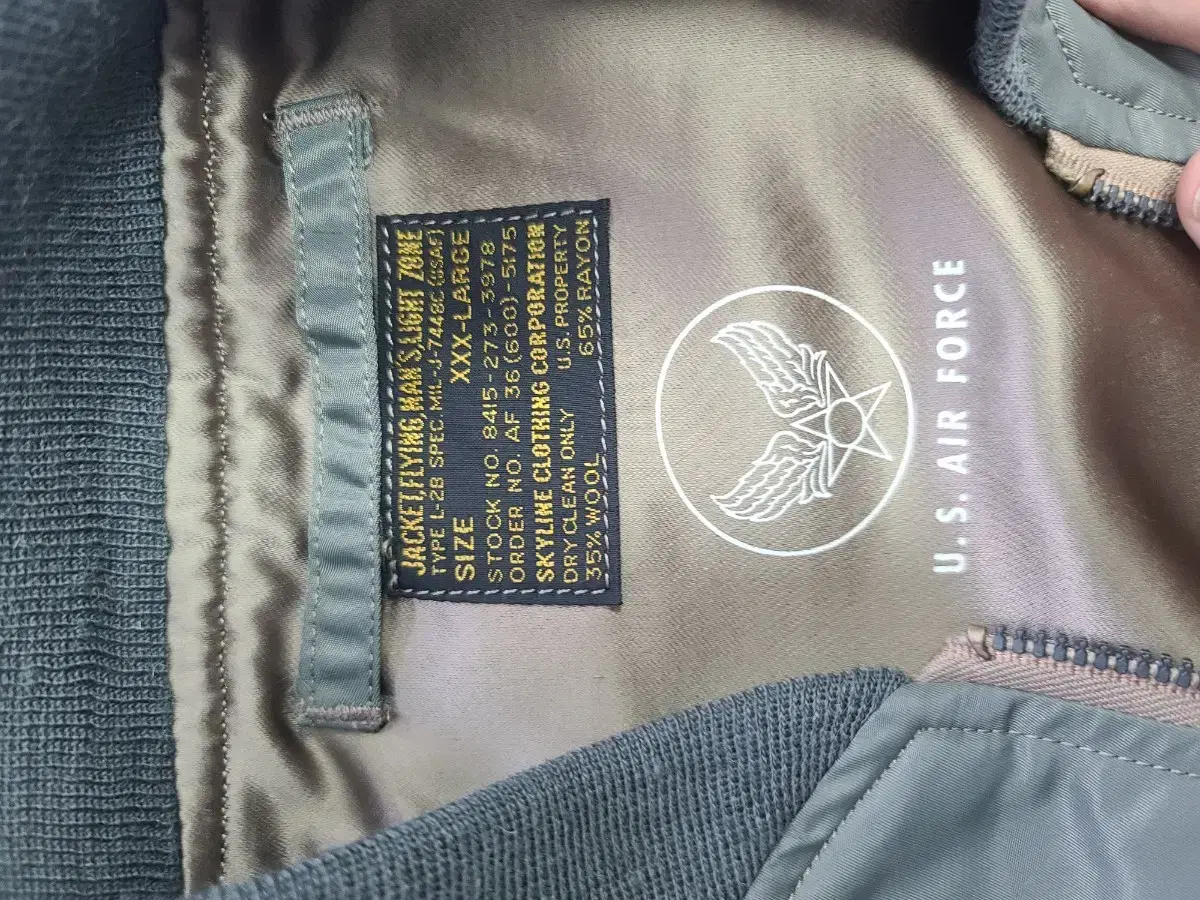 JACKET,FLYING,MAN'S,LIGHT ZONE
TYPE L-2B SPEC. MIL-J-7448C (USAF)
SIZE XXX-LARGE
STOCK NO. 8415-273-3978
ORDER NO. AF 36(600)-5175
SKYLINE CLOTHING CORPORATION
DRY CLEAN ONLY U.S. PROPERTY
35% WOOL 65% RAYON
U.S. AIR FORCE